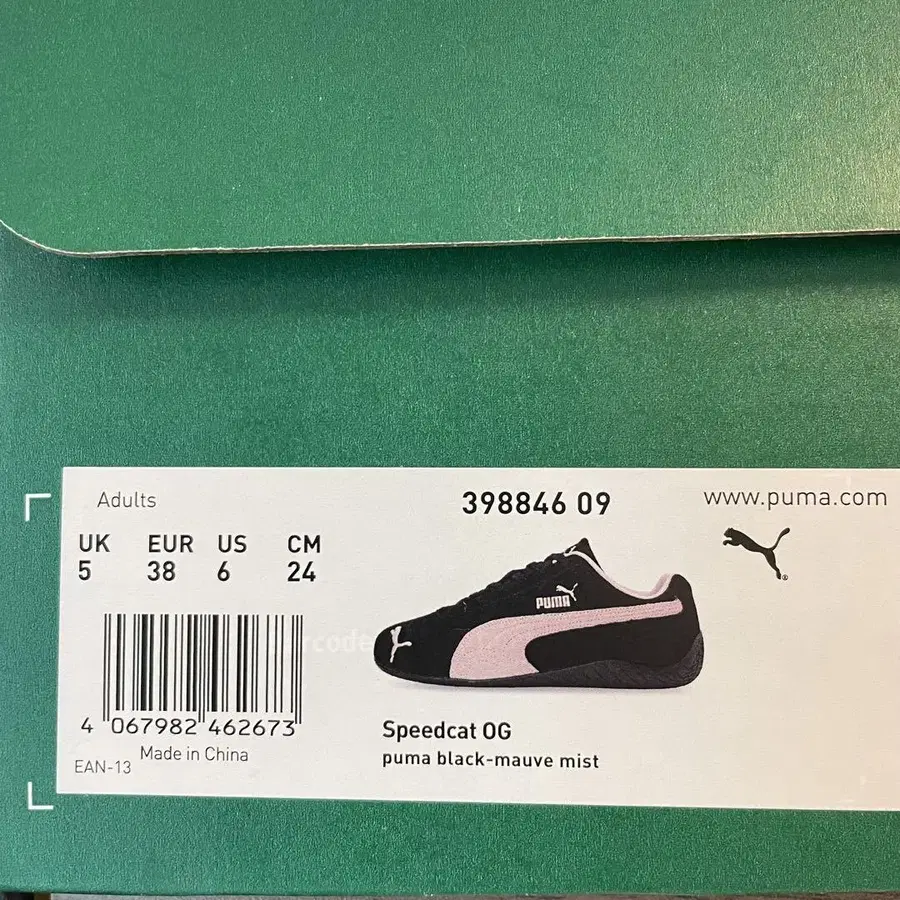 Adults
398846 09
www.puma.com
UK EUR US CM
5 38 6 24
PUMA
barcode
4 067982 462673
Made in China
EAN-13
Speedcat OG
puma black-mauve mist